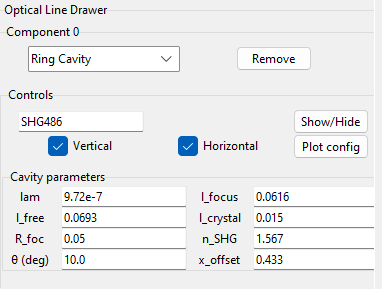 Optical Line Drawer
Component 0
Ring Cavity Remove
Controls
SHG486 Show/Hide
Vertical Horizontal Plot config
Cavity parameters
lam 9.72e-7 l_focus 0.0616
l_free 0.0693 l_crystal 0.015
R_foc 0.05 n_SHG 1.567
θ (deg) 10.0 x_offset 0.433